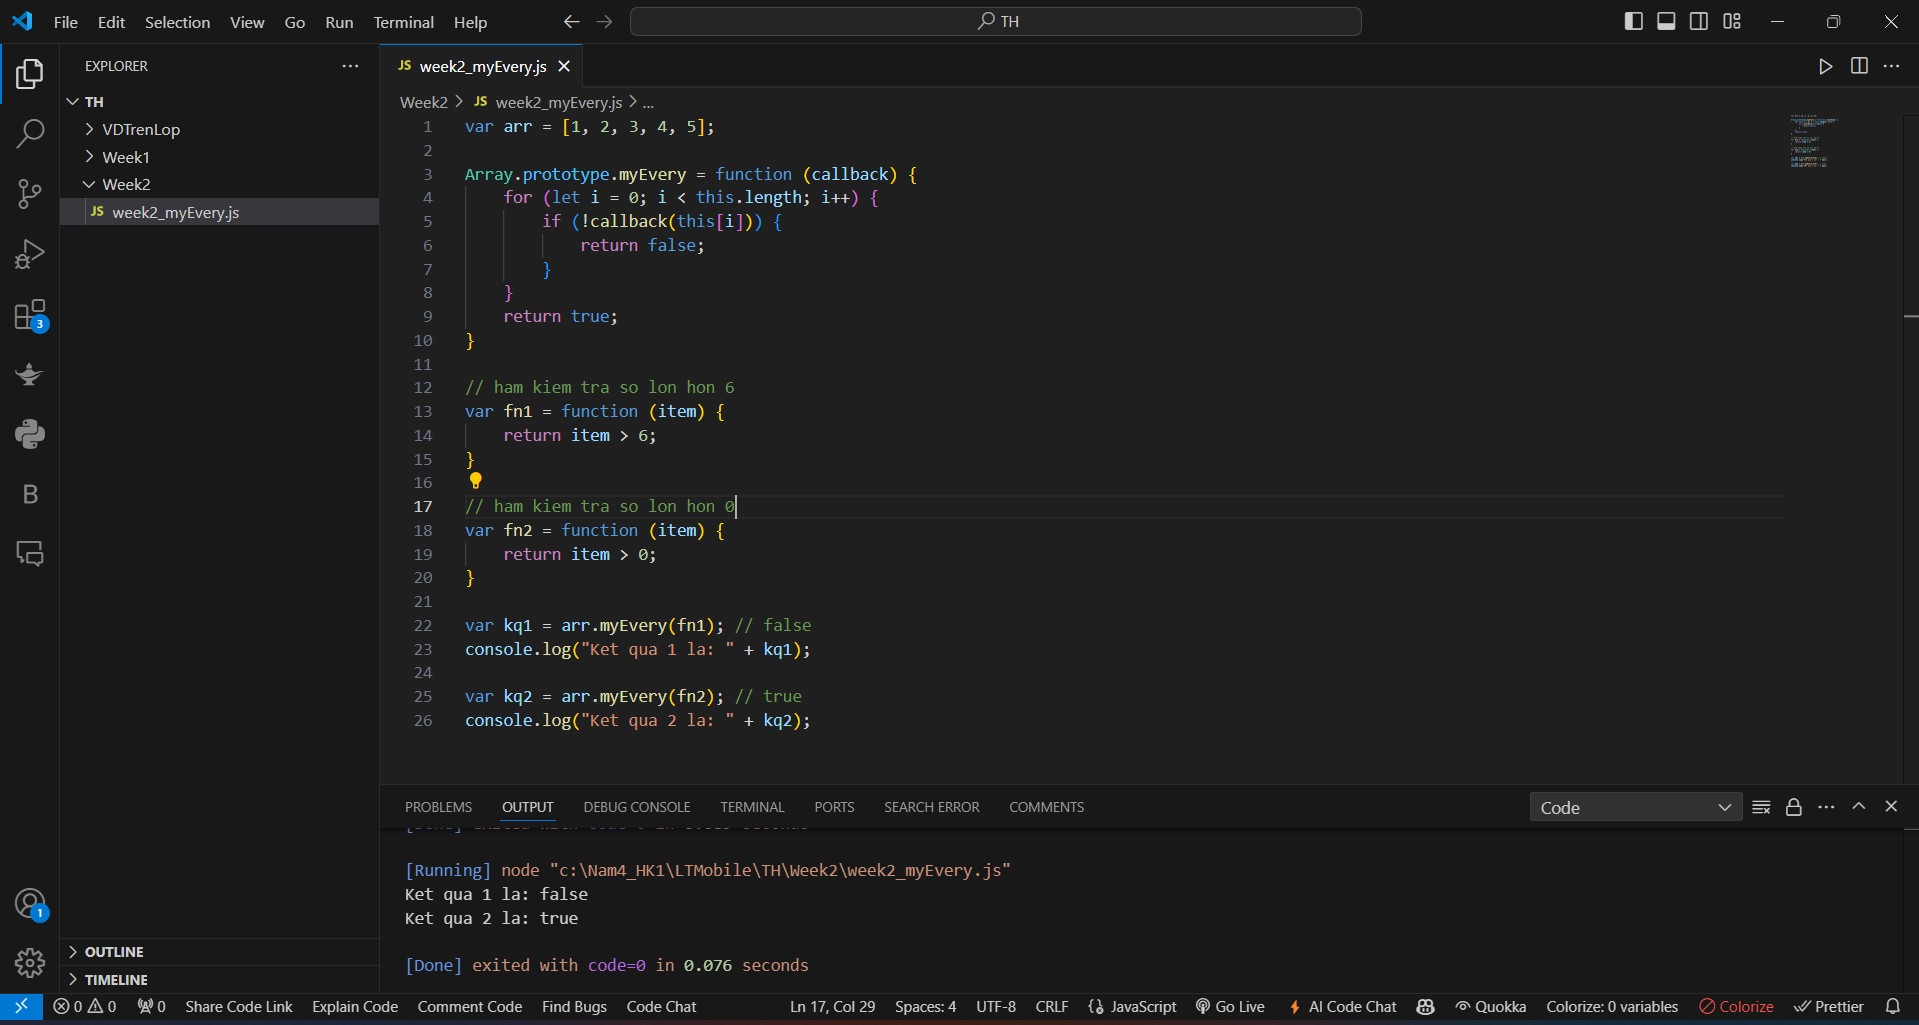 File Edit Selection View Go Run Terminal Help TH
EXPLORER
TH
VDTrenLop
Week1
Week2
JS week2_myEvery.js
3
1
OUTLINE
TIMELINE
JS week2_myEvery.js
Week2 > JS week2_myEvery.js > ...
1 var arr = [1, 2, 3, 4, 5];
2
3 Array.prototype.myEvery = function (callback) {
4 for (let i = 0; i < this.length; i++) {
5 if (!callback(this[i])) {
6 return false;
7 }
8 }
9 return true;
10 }
11
12 // ham kiem tra so lon hon 6
13 var fn1 = function (item) {
14 return item > 6;
15 }
16
17 // ham kiem tra so lon hon 0
18 var fn2 = function (item) {
19 return item > 0;
20 }
21
22 var kq1 = arr.myEvery(fn1); // false
23 console.log("Ket qua 1 la: " + kq1);
24
25 var kq2 = arr.myEvery(fn2); // true
26 console.log("Ket qua 2 la: " + kq2);
PROBLEMS OUTPUT DEBUG CONSOLE TERMINAL PORTS SEARCH ERROR COMMENTS Code
[Running] node "c:\Nam4_HK1\LTMobile\TH\Week2\week2_myEvery.js"
Ket qua 1 la: false
Ket qua 2 la: true
[Done] exited with code=0 in 0.076 seconds
0 0 0 Share Code Link Explain Code Comment Code Find Bugs Code Chat Ln 17, Col 29 Spaces: 4 UTF-8 CRLF JavaScript Go Live AI Code Chat Quokka Colorize: 0 variables Colorize Prettier